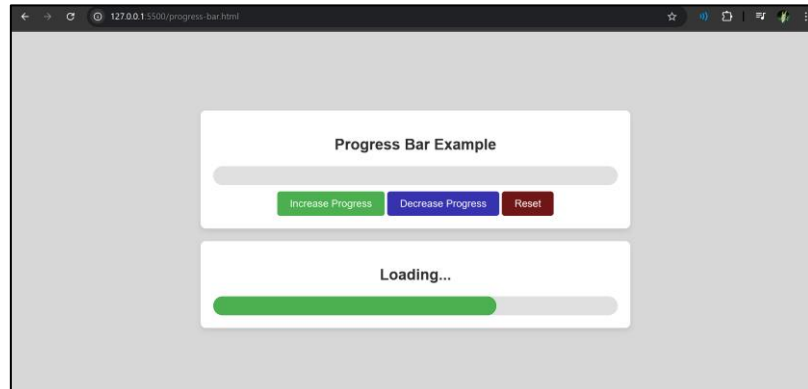 127.0.0.1:5500/progress-bar.html
Progress Bar Example
Increase Progress Decrease Progress Reset
Loading...